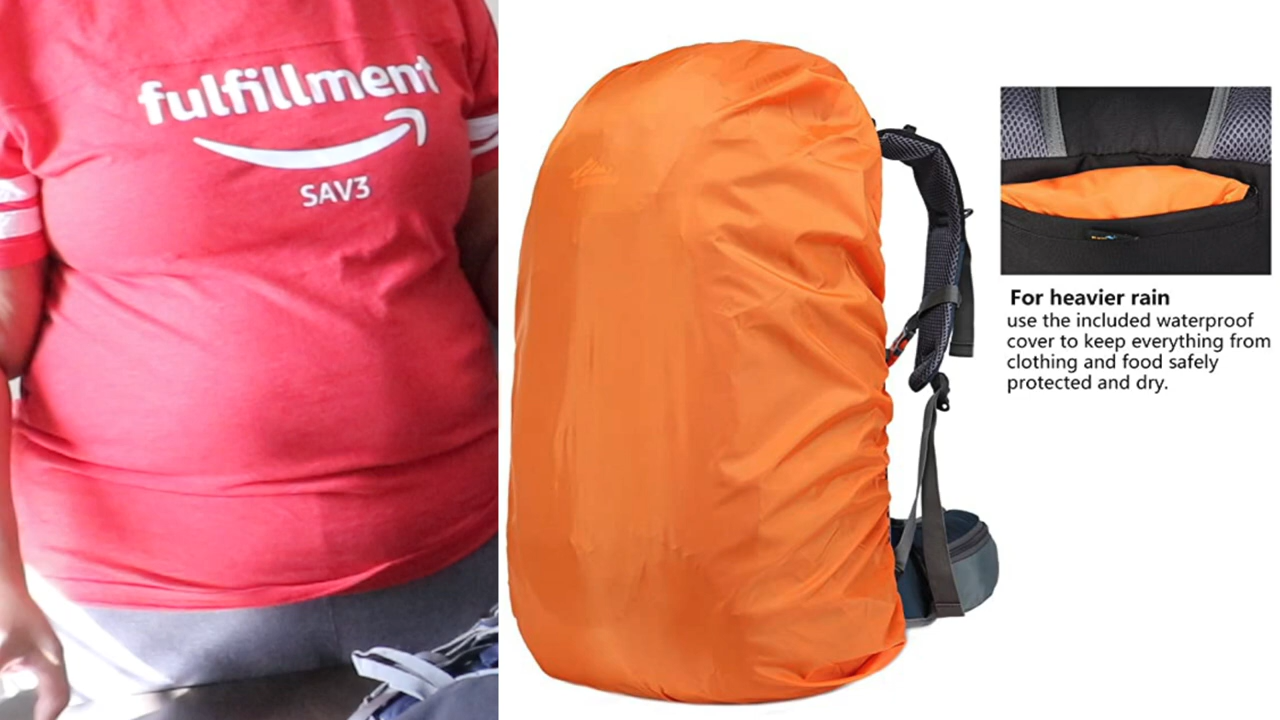 fulfillment
SAV3
For heavier rain
use the included waterproof
cover to keep everything from
clothing and food safely
protected and dry.